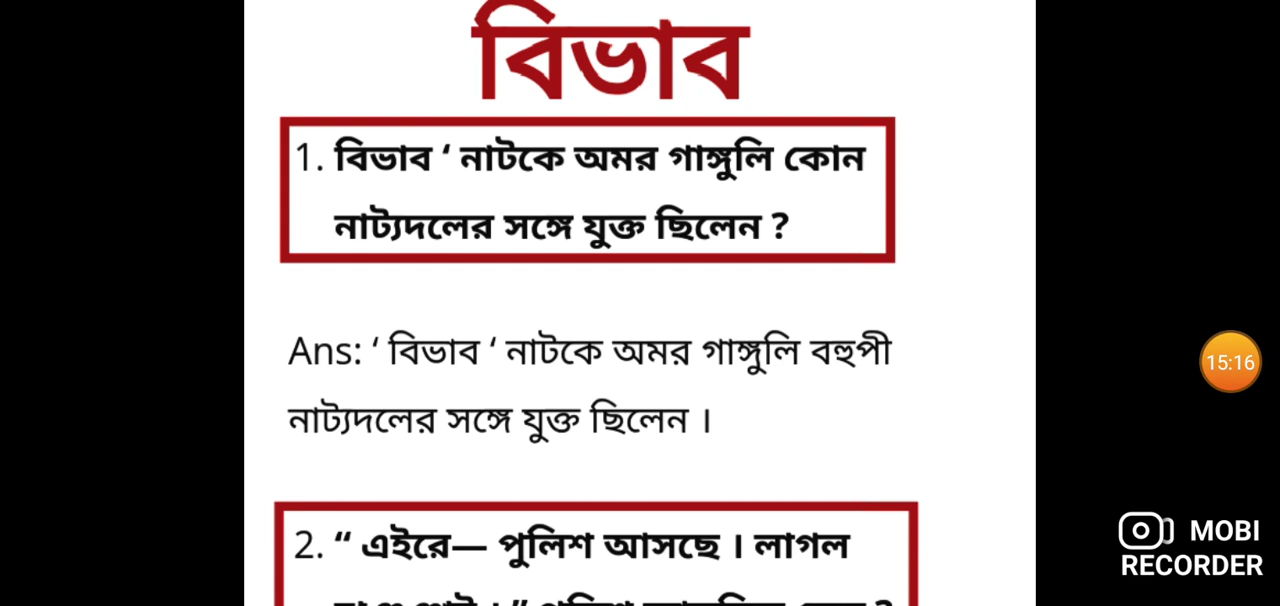 বিভাব
1. বিভাব ‘ নাটকে অমর গাঙ্গুলি কোন
নাট্যদলের সঙ্গে যুক্ত ছিলেন ?
Ans: ‘ বিভাব ‘ নাটকে অমর গাঙ্গুলি বহুপী
নাট্যদলের সঙ্গে যুক্ত ছিলেন ।
15:16
2. “ এইরে— পুলিশ আসছে । লাগল
MOBI
RECORDER